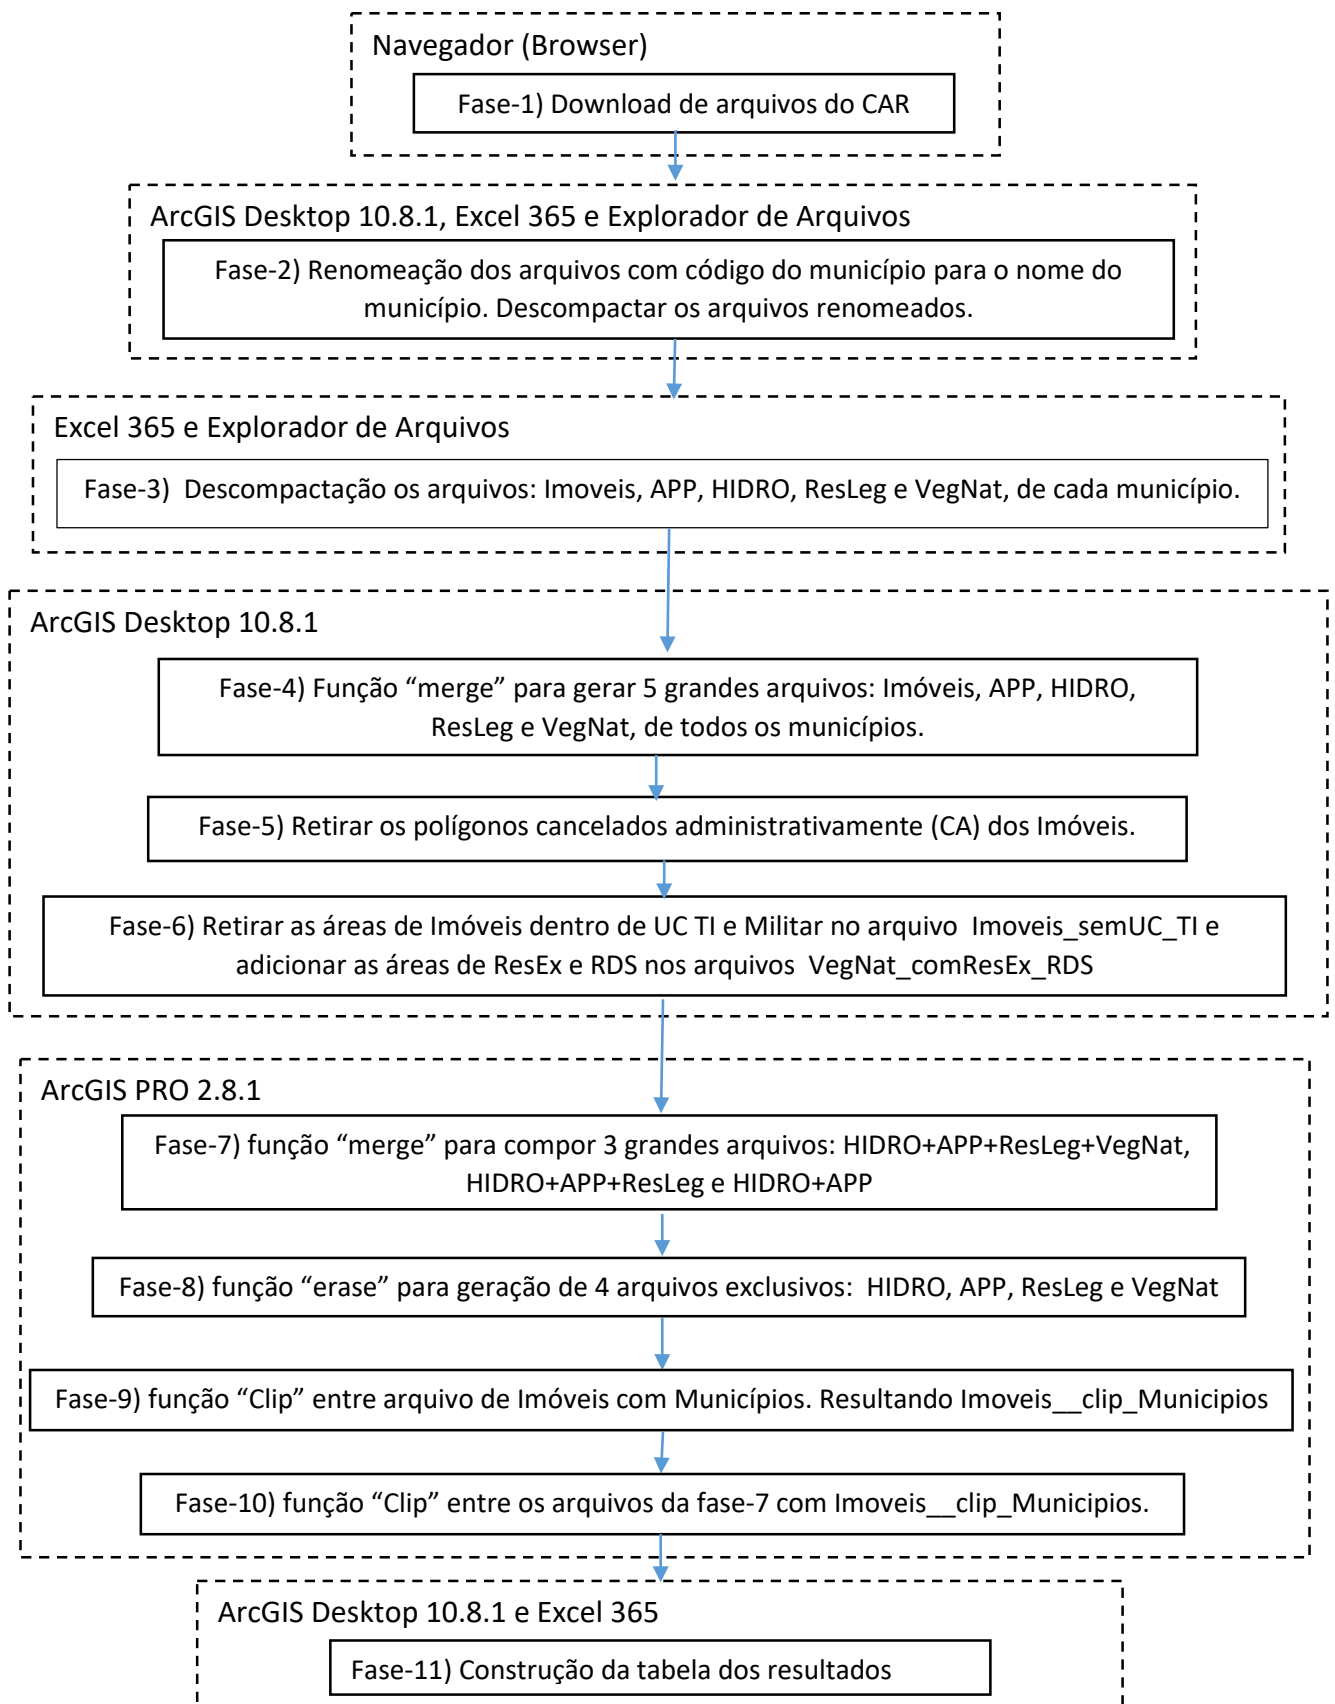 Navegador (Browser)
Fase-1) Download de arquivos do CAR
ArcGIS Desktop 10.8.1, Excel 365 e Explorador de Arquivos
Fase-2) Renomeação dos arquivos com código do município para o nome do
município. Descompactar os arquivos renomeados.
Excel 365 e Explorador de Arquivos
Fase-3)  Descompactação os arquivos: Imoveis, APP, HIDRO, ResLeg e VegNat, de cada município.
ArcGIS Desktop 10.8.1
Fase-4) Função “merge” para gerar 5 grandes arquivos: Imóveis, APP, HIDRO,
ResLeg e VegNat, de todos os municípios.
Fase-5) Retirar os polígonos cancelados administrativamente (CA) dos Imóveis.
Fase-6) Retirar as áreas de Imóveis dentro de UC TI e Militar no arquivo  Imoveis_semUC_TI e
adicionar as áreas de ResEx e RDS nos arquivos  VegNat_comResEx_RDS
ArcGIS PRO 2.8.1
Fase-7) função “merge” para compor 3 grandes arquivos: HIDRO+APP+ResLeg+VegNat,
HIDRO+APP+ResLeg e HIDRO+APP
Fase-8) função “erase” para geração de 4 arquivos exclusivos:  HIDRO, APP, ResLeg e VegNat
Fase-9) função “Clip” entre arquivo de Imóveis com Municípios. Resultando Imoveis__clip_Municipios
Fase-10) função “Clip” entre os arquivos da fase-7 com Imoveis__clip_Municipios.
ArcGIS Desktop 10.8.1 e Excel 365
Fase-11) Construção da tabela dos resultados